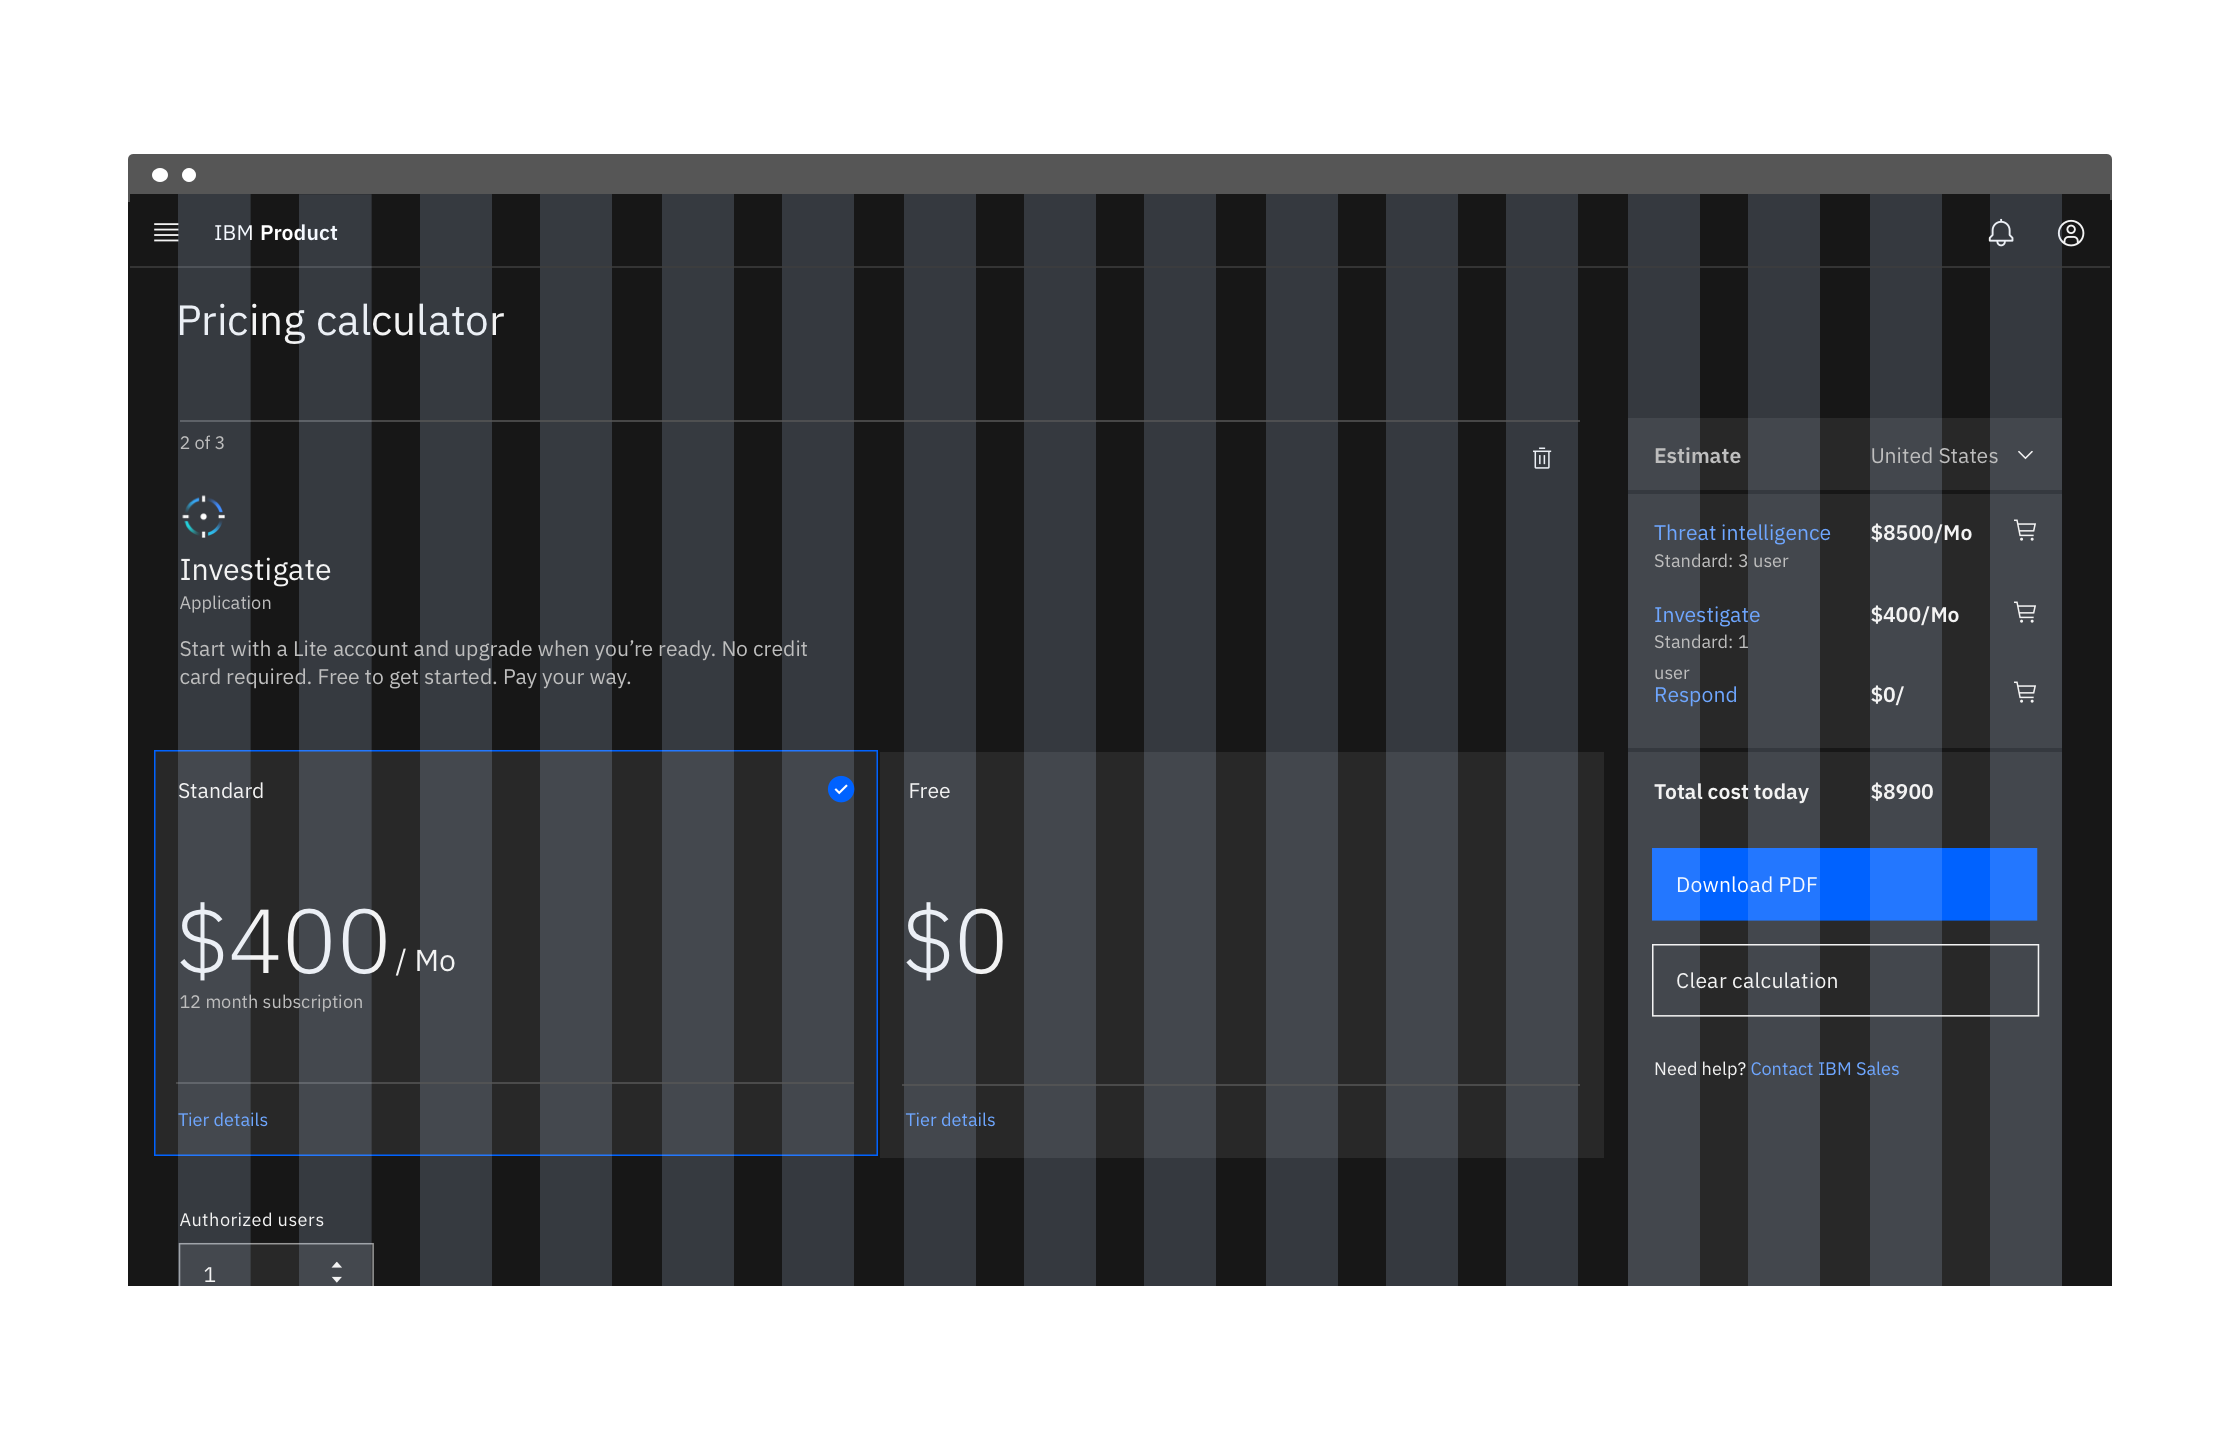 IBM Product
Pricing calculator
2 of 3
Investigate
Application
Start with a Lite account and upgrade when you’re ready. No credit
card required. Free to get started. Pay your way.
Standard
$400 / Mo
12 month subscription
Tier details
Free
$0
Tier details
Authorized users
1
Estimate
United States
Threat intelligence
$8500/Mo
Standard: 3 user
Investigate
$400/Mo
Standard: 1
user
Respond
$0/
Total cost today
$8900
Download PDF
Clear calculation
Need help? Contact IBM Sales